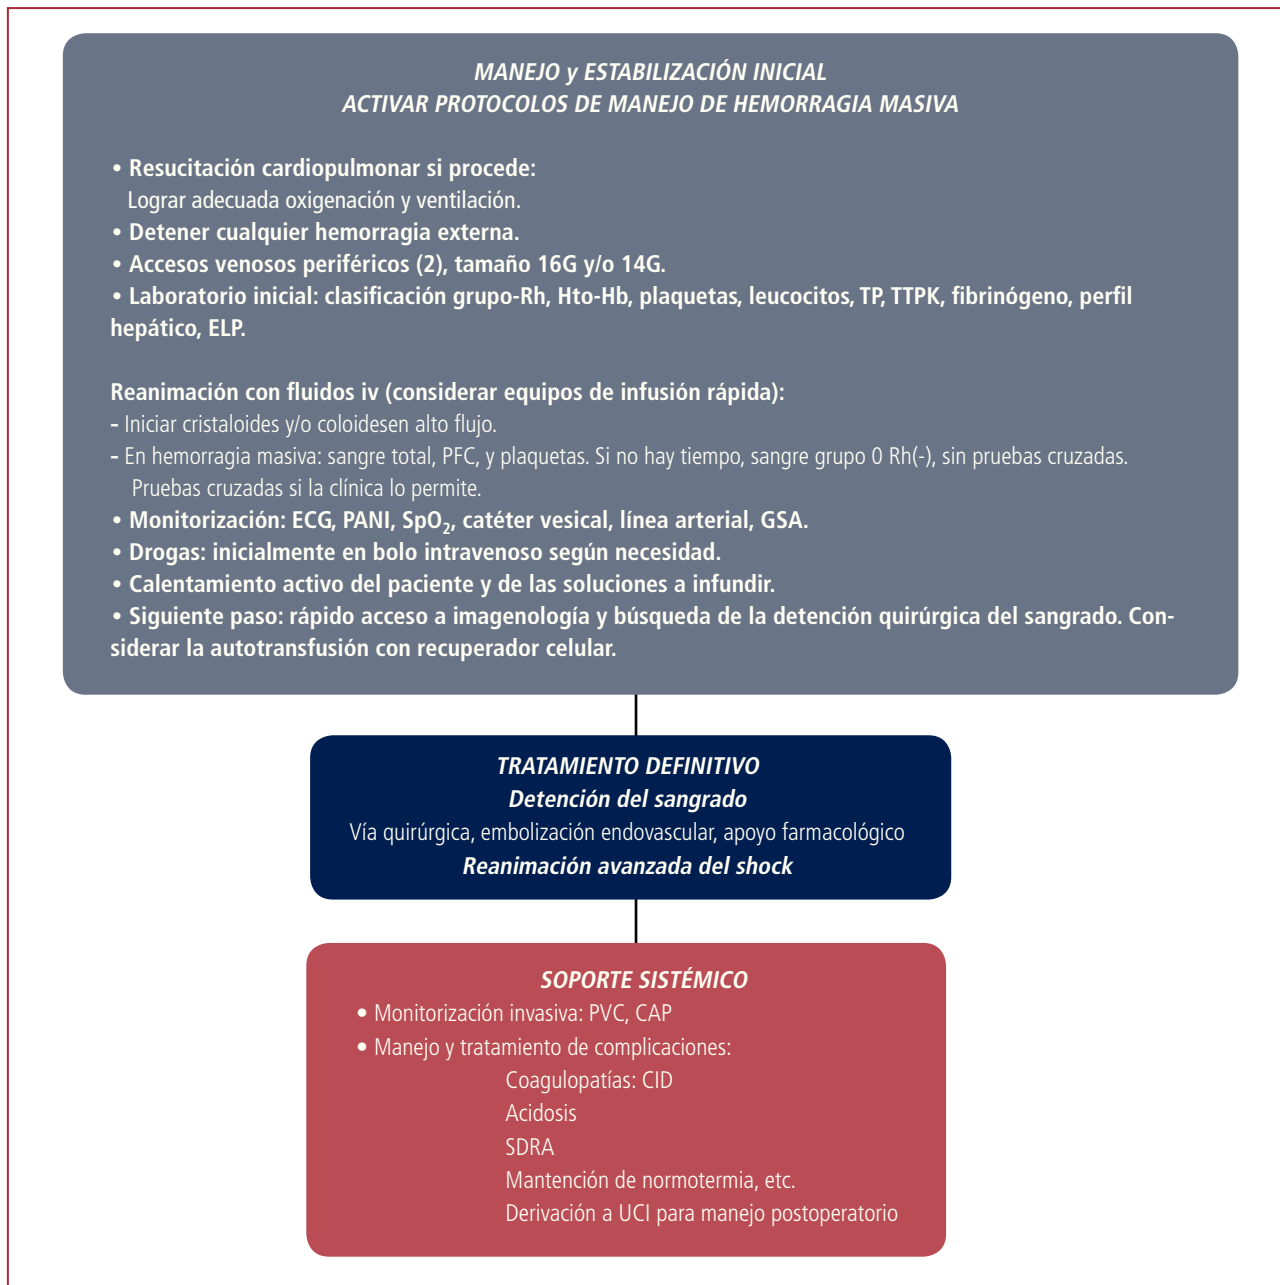 MANEJO y ESTABILIZACIÓN INICIAL
ACTIVAR PROTOCOLOS DE MANEJO DE HEMORRAGIA MASIVA
• Resucitación cardiopulmonar si procede:
Lograr adecuada oxigenación y ventilación.
• Detener cualquier hemorragia externa.
• Accesos venosos periféricos (2), tamaño 16G y/o 14G.
• Laboratorio inicial: clasificación grupo-Rh, Hto-Hb, plaquetas, leucocitos, TP, TTPK, fibrinógeno, perfil
hepático, ELP.
Reanimación con fluidos iv (considerar equipos de infusión rápida):
- Iniciar cristaloides y/o coloidesen alto flujo.
- En hemorragia masiva: sangre total, PFC, y plaquetas. Si no hay tiempo, sangre grupo 0 Rh(-), sin pruebas cruzadas.
Pruebas cruzadas si la clínica lo permite.
• Monitorización: ECG, PANI, SpO₂, catéter vesical, línea arterial, GSA.
• Drogas: inicialmente en bolo intravenoso según necesidad.
• Calentamiento activo del paciente y de las soluciones a infundir.
• Siguiente paso: rápido acceso a imagenología y búsqueda de la detención quirúrgica del sangrado. Con-
siderar la autotransfusión con recuperador celular.
TRATAMIENTO DEFINITIVO
Detención del sangrado
Vía quirúrgica, embolización endovascular, apoyo farmacológico
Reanimación avanzada del shock
SOPORTE SISTÉMICO
• Monitorización invasiva: PVC, CAP
• Manejo y tratamiento de complicaciones:
Coagulopatías: CID
Acidosis
SDRA
Mantención de normotermia, etc.
Derivación a UCI para manejo postoperatorio